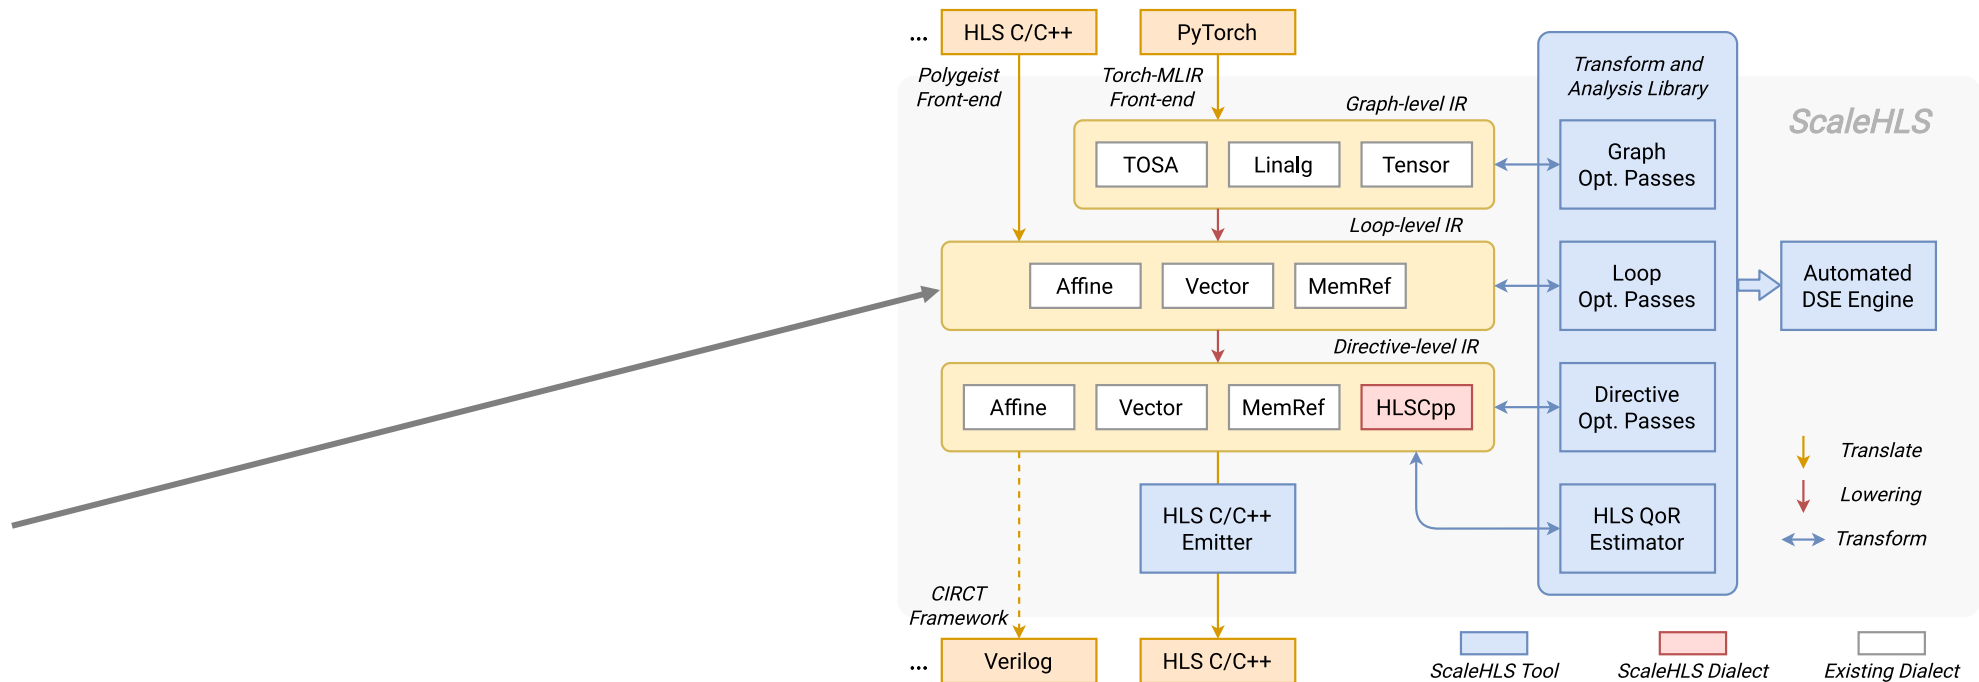 ... HLS C/C++ PyTorch
Polygeist
Front-end
Torch-MLIR
Front-end
Graph-level IR
Transform and
Analysis Library
ScaleHLS
TOSA Linalg Tensor
Graph
Opt. Passes
Loop-level IR
Affine Vector MemRef
Loop
Opt. Passes
Automated
DSE Engine
Directive-level IR
Affine Vector MemRef HLSCpp
Directive
Opt. Passes
Translate
Lowering
Transform
HLS C/C++
Emitter
HLS QoR
Estimator
CIRCT
Framework
... Verilog HLS C/C++
ScaleHLS Tool ScaleHLS Dialect Existing Dialect